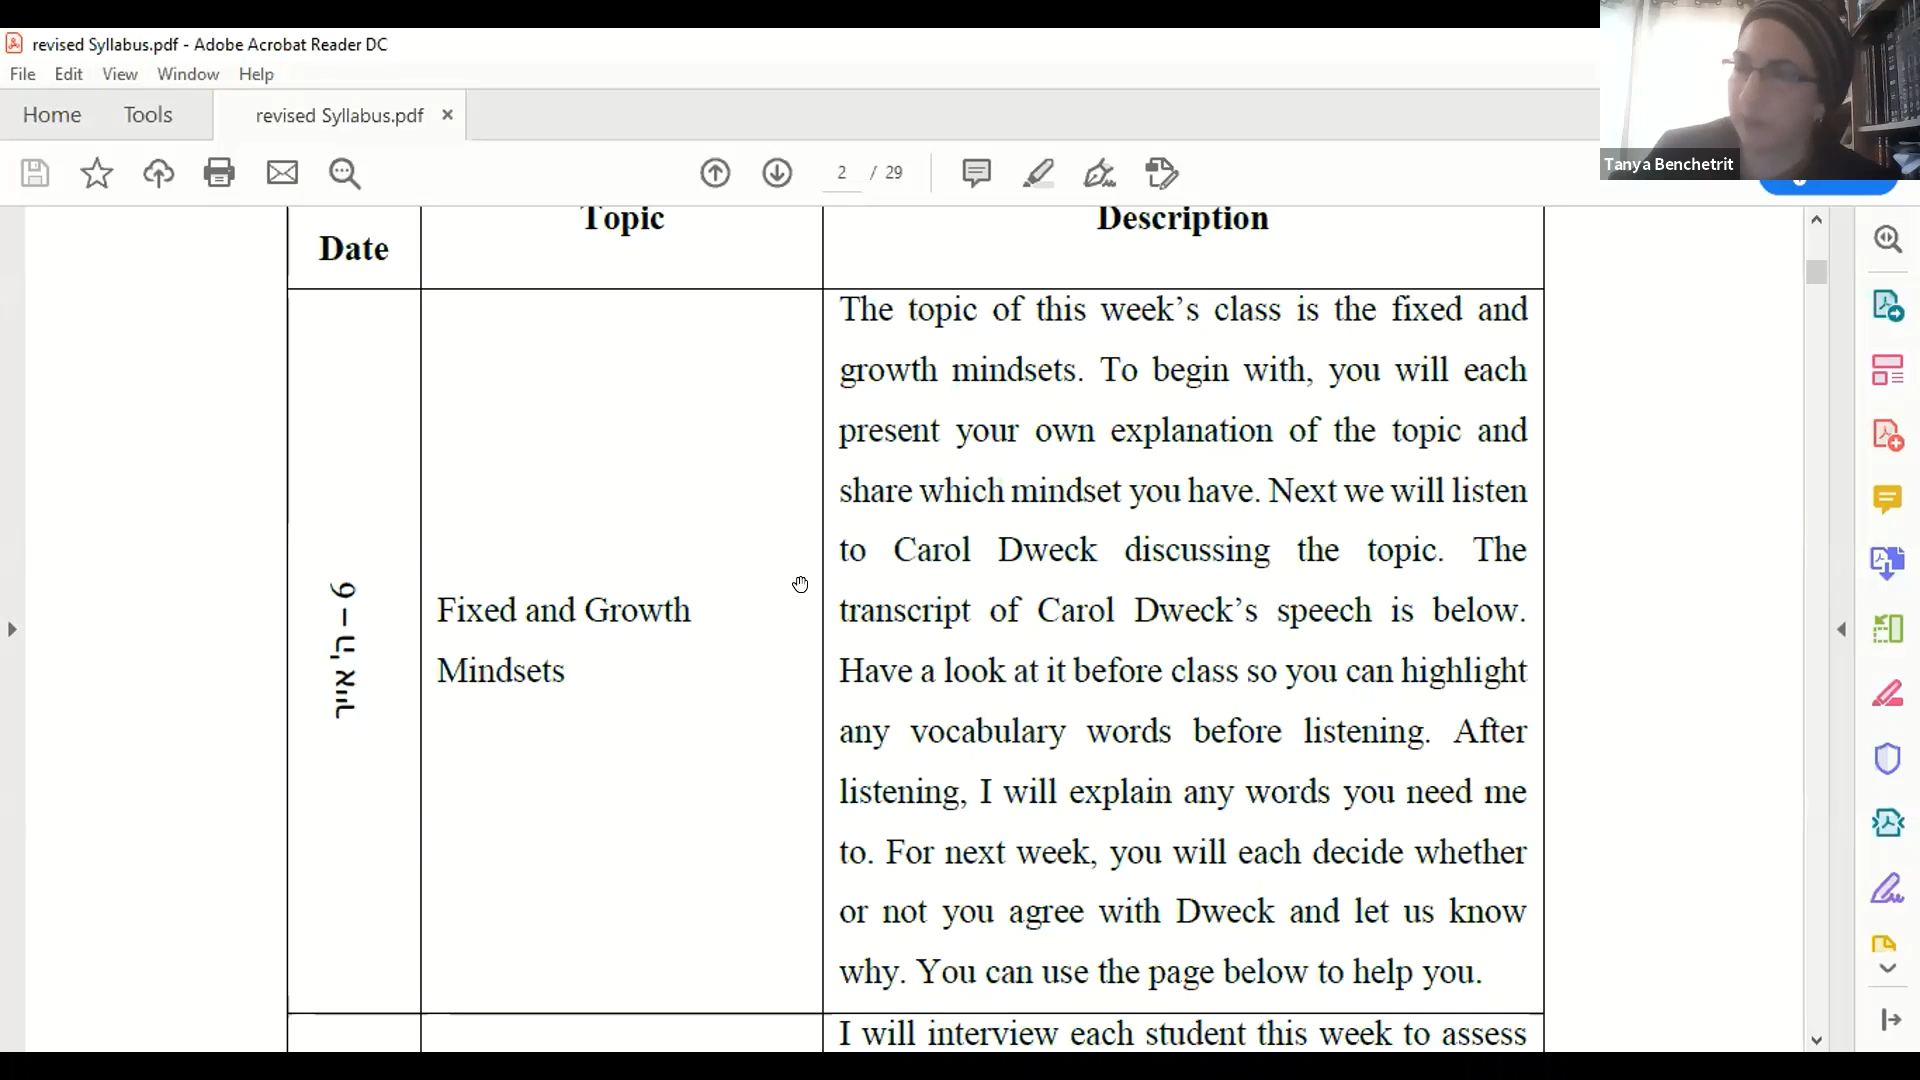 revised Syllabus.pdf - Adobe Acrobat Reader DC
File Edit View Window Help
Home Tools revised Syllabus.pdf ×
2 / 29
Tanya Benchetrit
Date
Topic
Description
6 – ה' אייר
Fixed and Growth
Mindsets
The topic of this week’s class is the fixed and
growth mindsets. To begin with, you will each
present your own explanation of the topic and
share which mindset you have. Next we will listen
to Carol Dweck discussing the topic. The
transcript of Carol Dweck’s speech is below.
Have a look at it before class so you can highlight
any vocabulary words before listening. After
listening, I will explain any words you need me
to. For next week, you will each decide whether
or not you agree with Dweck and let us know
why. You can use the page below to help you.
I will interview each student this week to assess